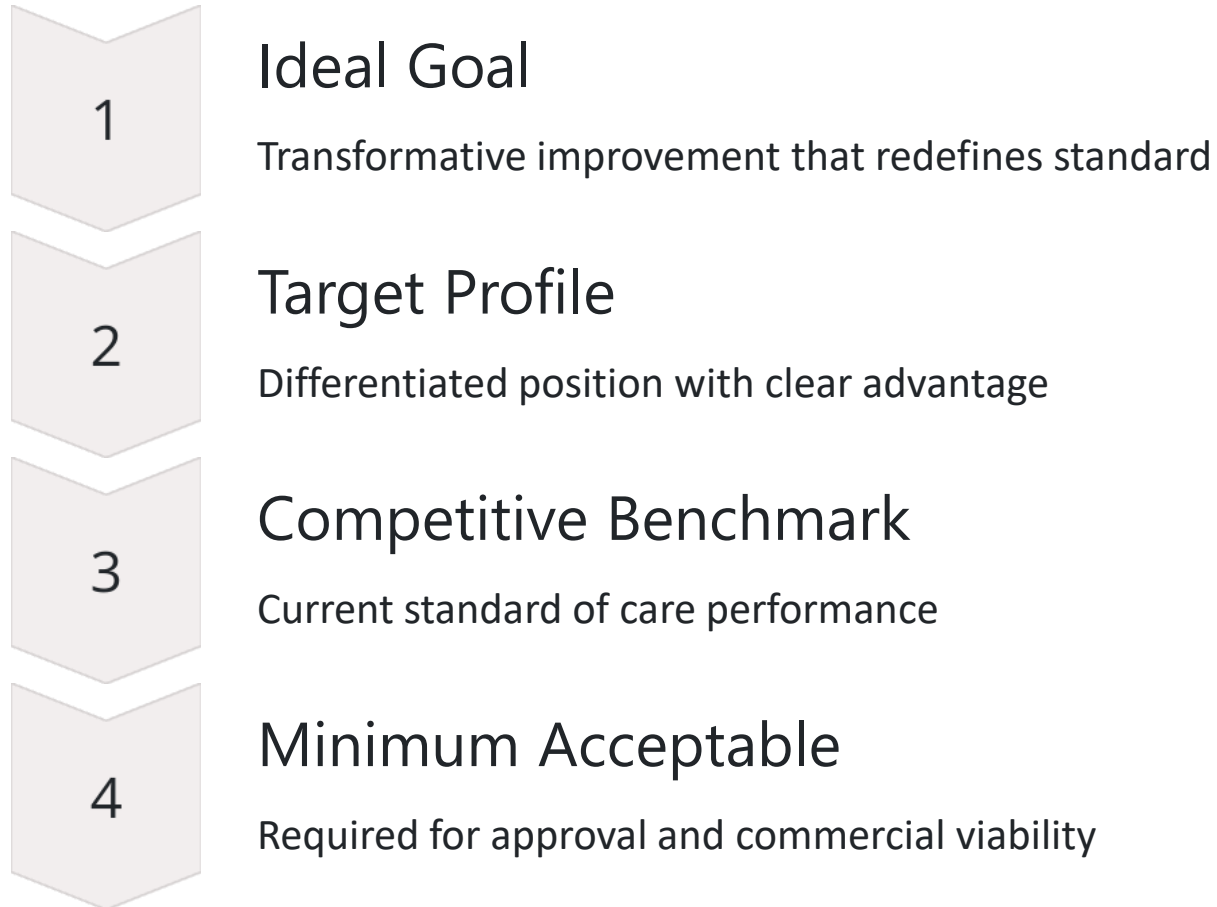 1
Ideal Goal
Transformative improvement that redefines standard
2
Target Profile
Differentiated position with clear advantage
3
Competitive Benchmark
Current standard of care performance
4
Minimum Acceptable
Required for approval and commercial viability